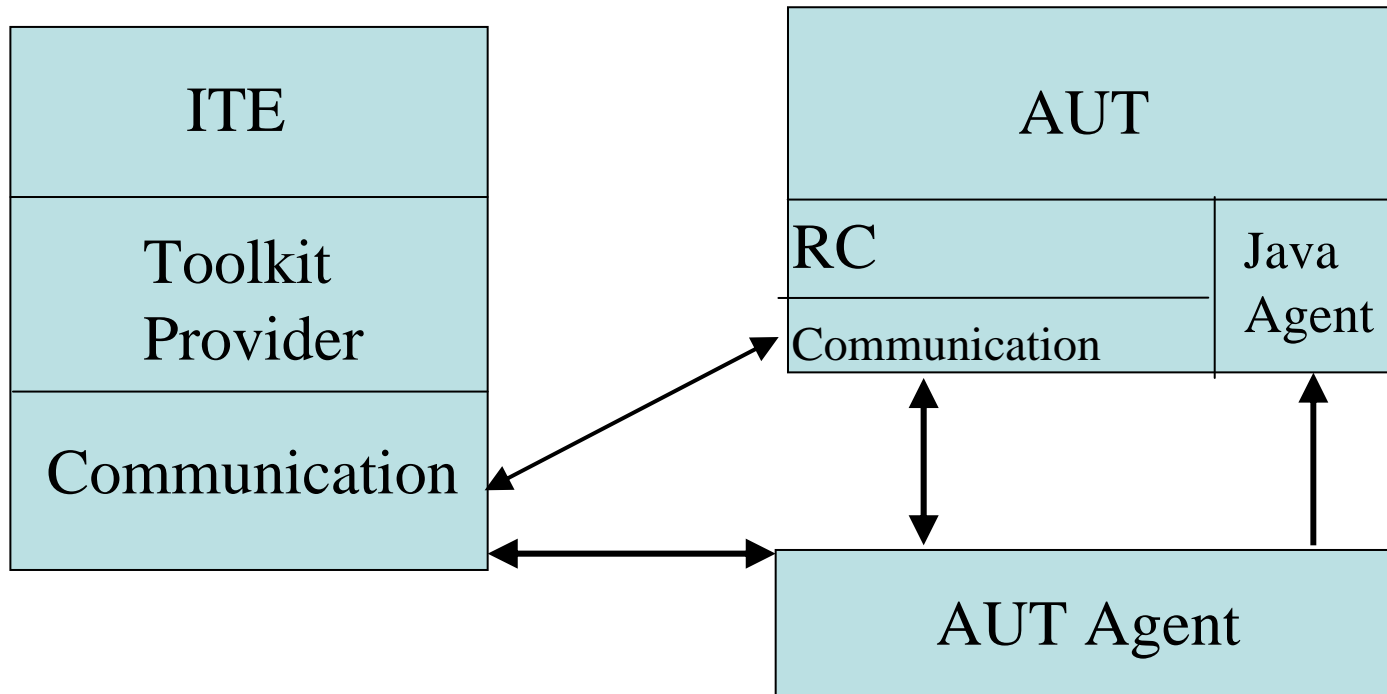 ITE
Toolkit
Provider
Communication
AUT
RC
Communication
Java
Agent
AUT Agent